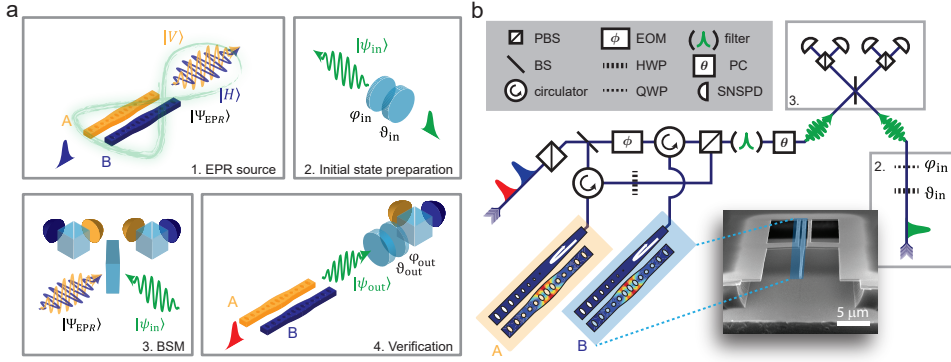 a
|V⟩
|H⟩
|Ψ_EPR⟩
A
B
1. EPR source
|ψ_in⟩
φ_in
ϑ_in
2. Initial state preparation
|Ψ_EPR⟩
|ψ_in⟩
3. BSM
A
B
|ψ_out⟩
φ_out
ϑ_out
4. Verification
b
PBS
ϕ EOM
filter
BS
HWP
θ PC
circulator
QWP
SNSPD
3.
ϕ
θ
2.
φ_in
ϑ_in
A
B
5 μm